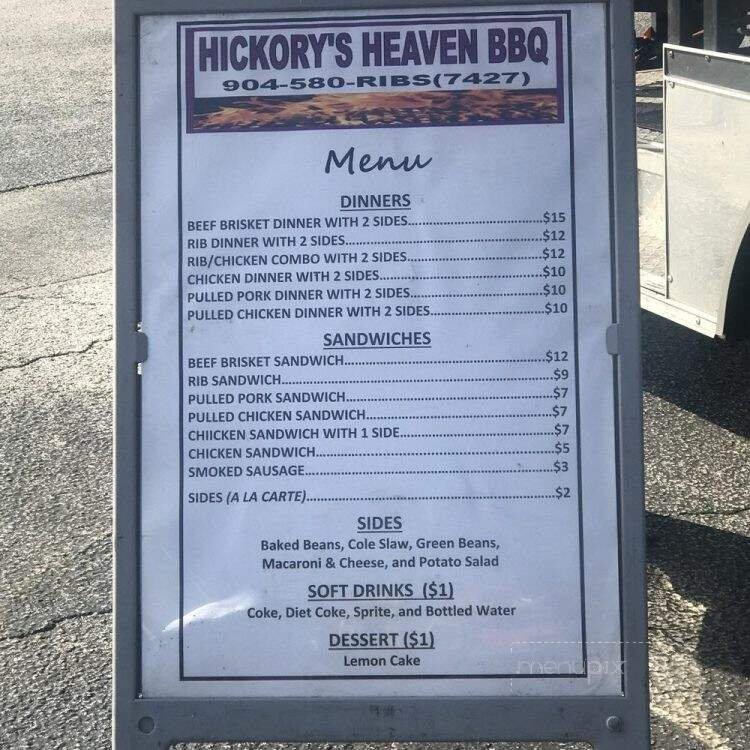 HICKORY'S HEAVEN BBQ
904-580-RIBS(7427)
Menu
DINNERS
BEEF BRISKET DINNER WITH 2 SIDES...............................$15
RIB DINNER WITH 2 SIDES...............................$12
RIB/CHICKEN COMBO WITH 2 SIDES...............................$12
CHICKEN DINNER WITH 2 SIDES...............................$10
PULLED PORK DINNER WITH 2 SIDES...............................$10
PULLED CHICKEN DINNER WITH 2 SIDES...............................$10
SANDWICHES
BEEF BRISKET SANDWICH...............................$12
RIB SANDWICH...............................$9
PULLED PORK SANDWICH...............................$7
PULLED CHICKEN SANDWICH...............................$7
CHIICKEN SANDWICH WITH 1 SIDE...............................$7
CHICKEN SANDWICH...............................$5
SMOKED SAUSAGE...............................$3
SIDES (A LA CARTE)...............................$2
SIDES
Baked Beans, Cole Slaw, Green Beans,
Macaroni & Cheese, and Potato Salad
SOFT DRINKS ($1)
Coke, Diet Coke, Sprite, and Bottled Water
DESSERT ($1)
Lemon Cake
menupix